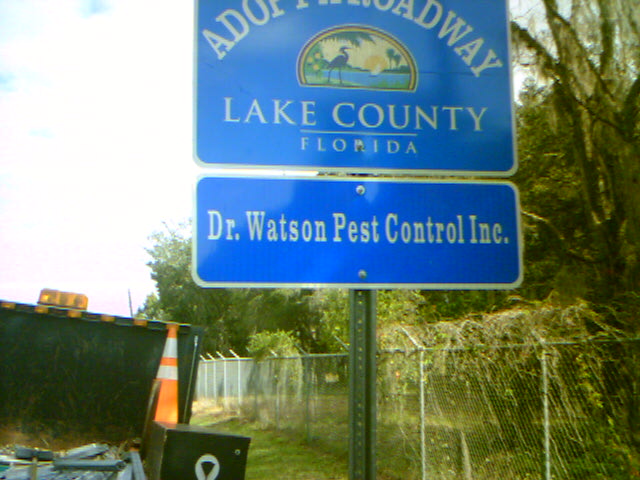 ADOPT A ROADWAY
LAKE COUNTY
FLORIDA
Dr. Watson Pest Control Inc.